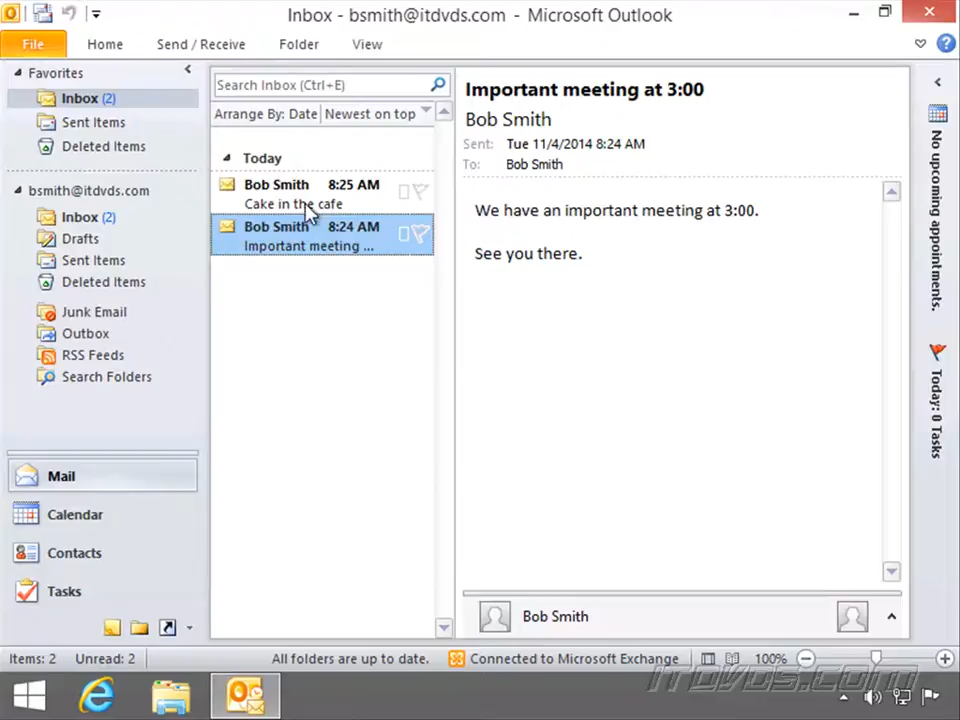 Inbox - bsmith@itdvds.com - Microsoft Outlook
File Home Send / Receive Folder View
Favorites
Inbox (2)
Sent Items
Deleted Items
bsmith@itdvds.com
Inbox (2)
Drafts
Sent Items
Deleted Items
Junk Email
Outbox
RSS Feeds
Search Folders
Mail
Calendar
Contacts
Tasks
Search Inbox (Ctrl+E)
Arrange By: Date Newest on top
Today
Bob Smith 8:25 AM
Cake in the cafe
Bob Smith 8:24 AM
Important meeting ...
Important meeting at 3:00
Bob Smith
Sent: Tue 11/4/2014 8:24 AM
To: Bob Smith
We have an important meeting at 3:00.
See you there.
Bob Smith
No upcoming appointments.
Today: 0 Tasks
Items: 2 Unread: 2 All folders are up to date. Connected to Microsoft Exchange 100%
ITDVDS.COM